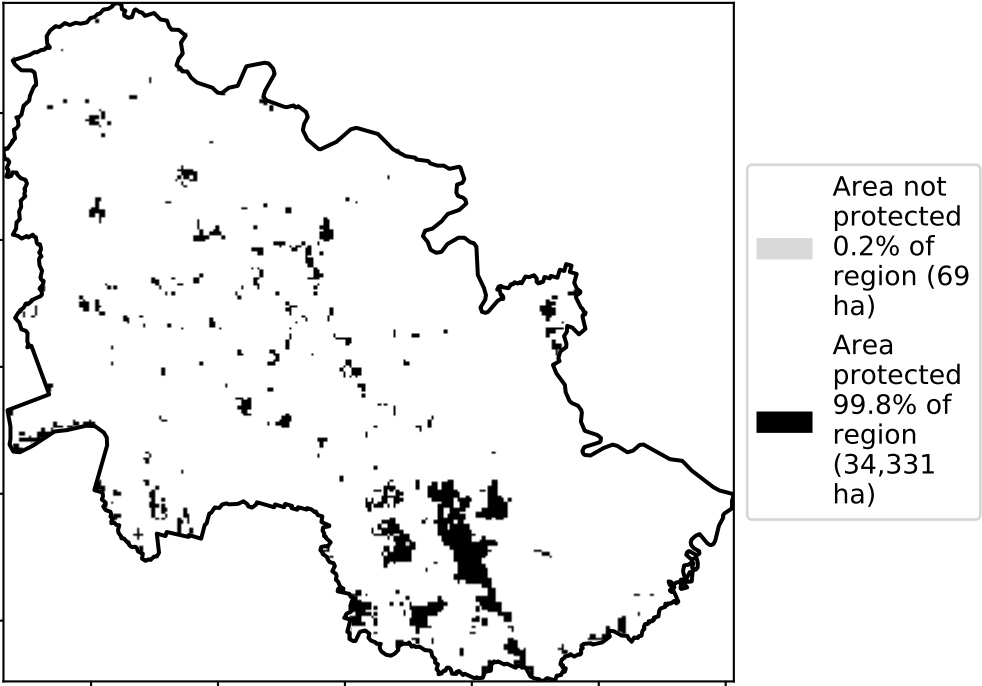 Area not
protected
0.2% of
region (69
ha)
Area
protected
99.8% of
region
(34,331
ha)